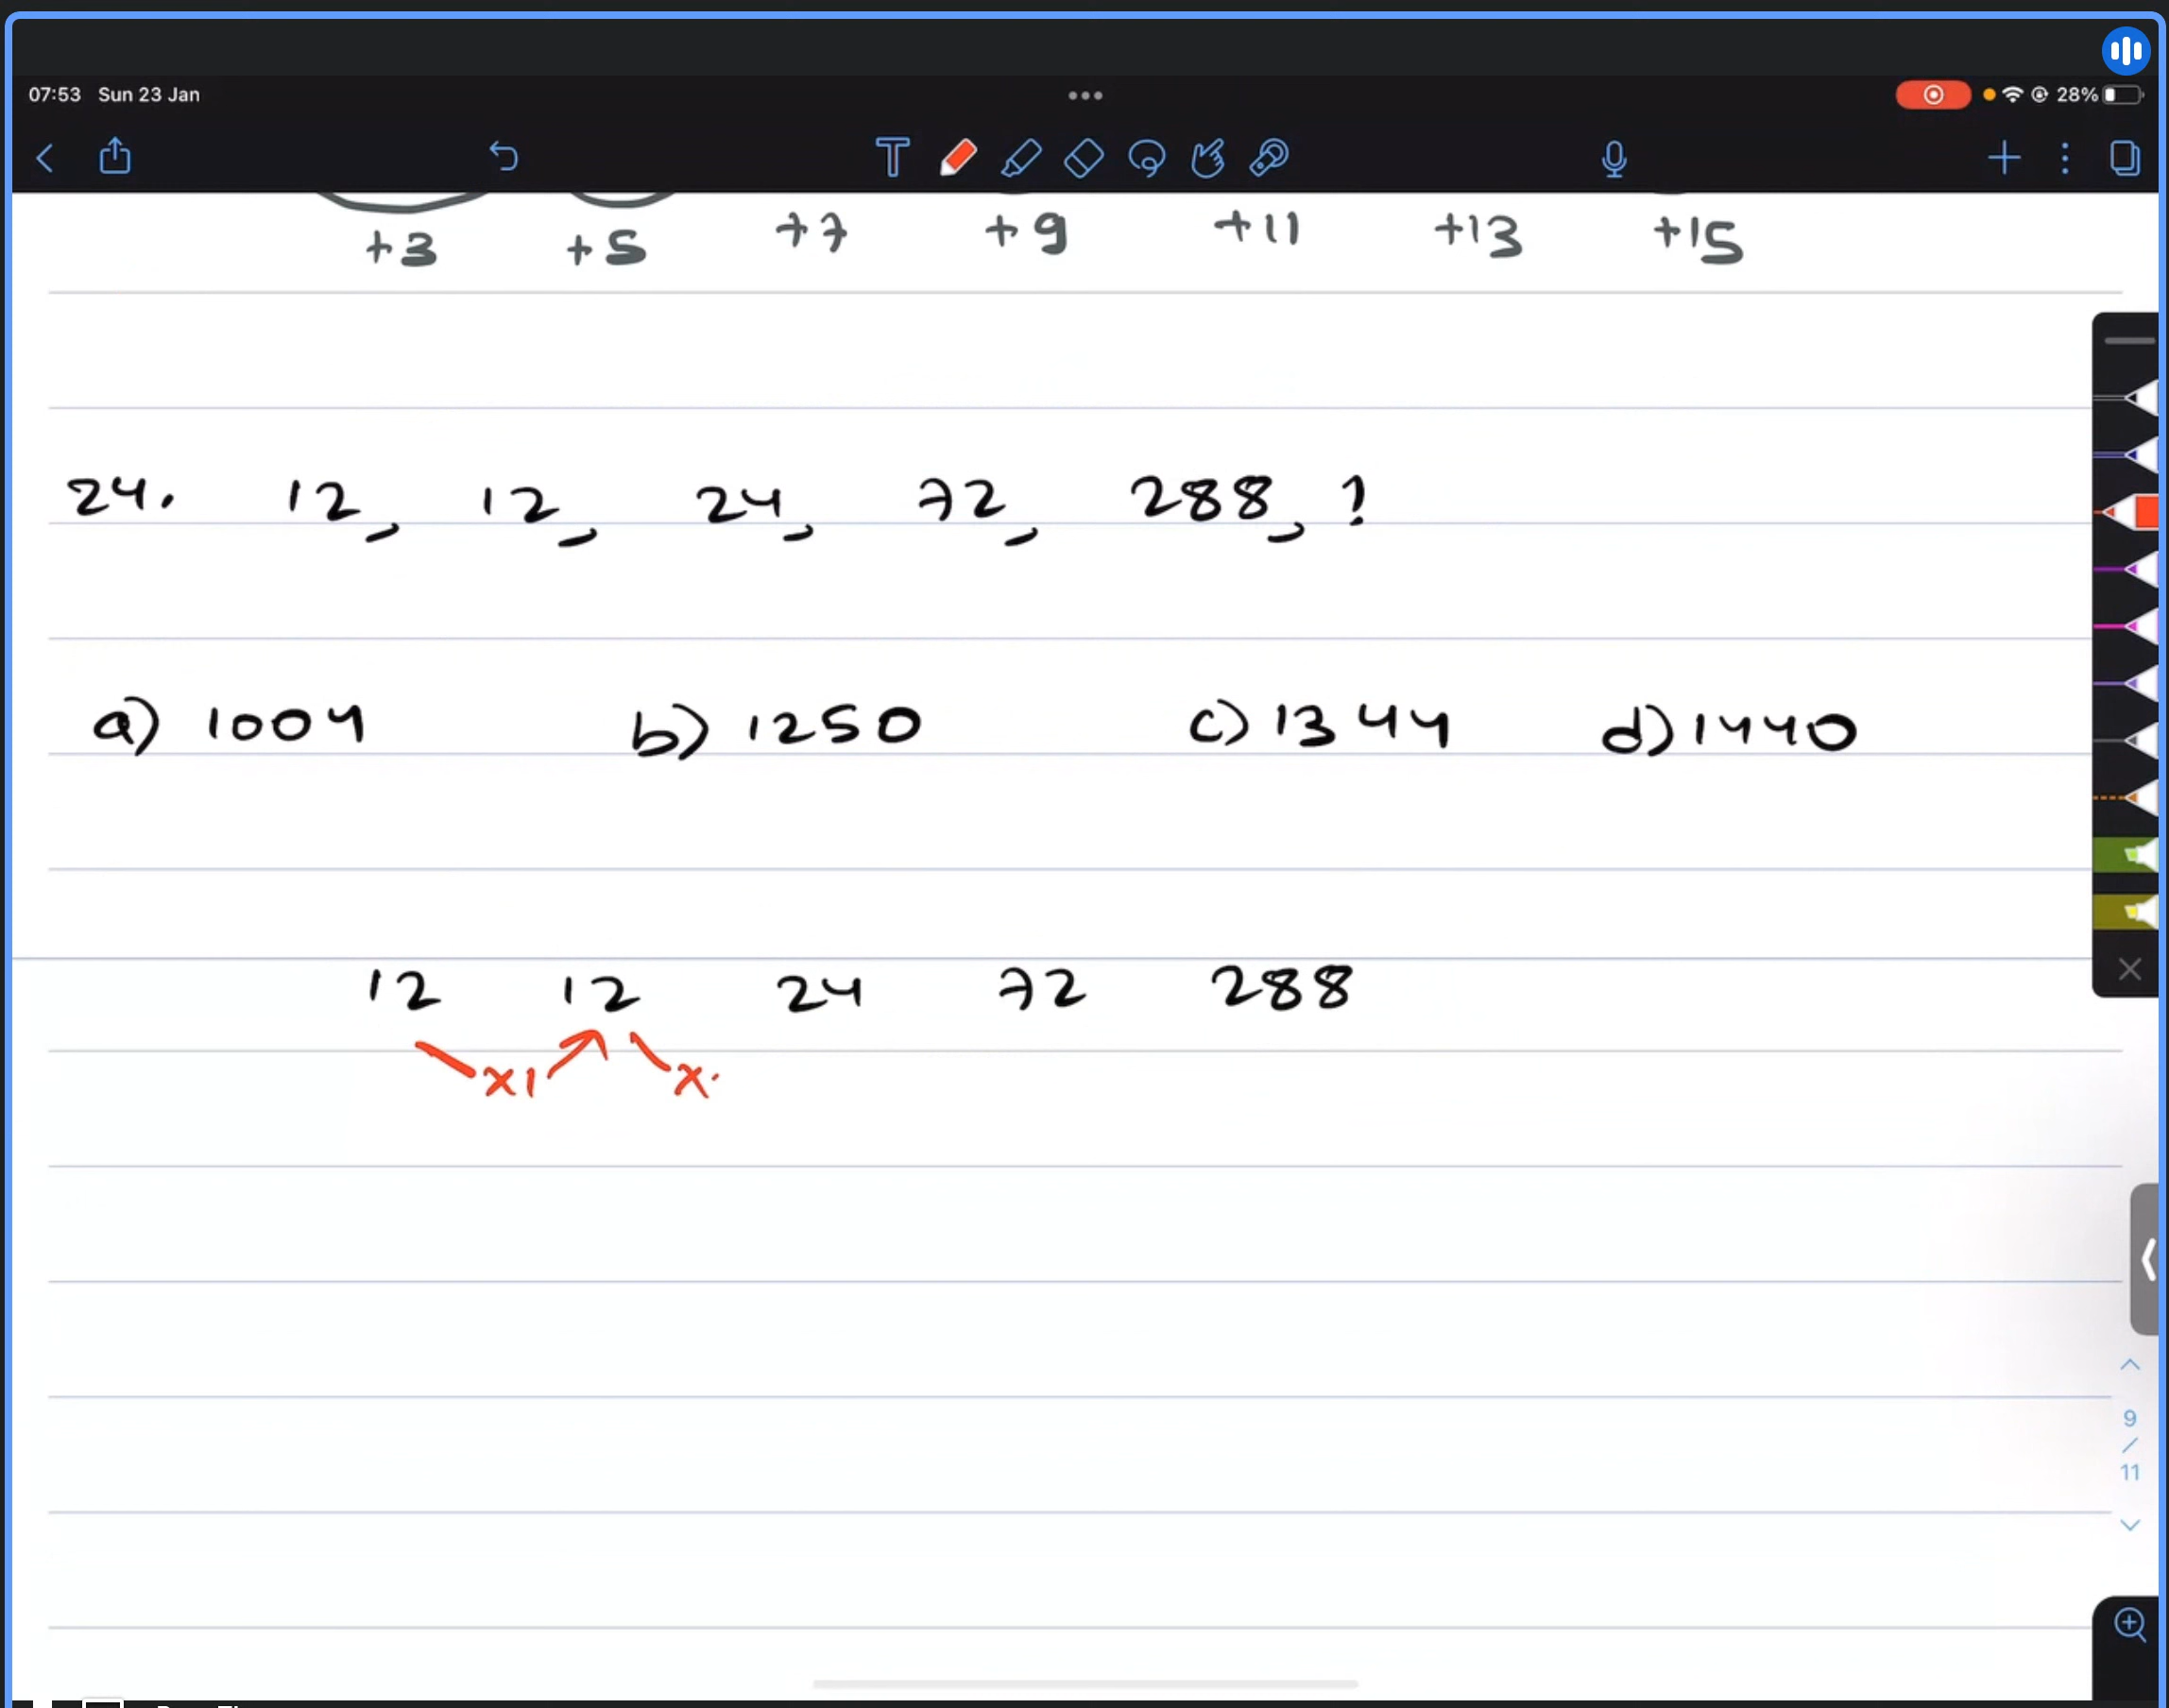 07:53 Sun 23 Jan
28%
+3 +5 +7 +9 +11 +13 +15
24. 12, 12, 24, 72, 288, ?
a) 1004 b) 1250 c) 1344 d) 1440
12 12 24 72 288
x1 x
9
/
11